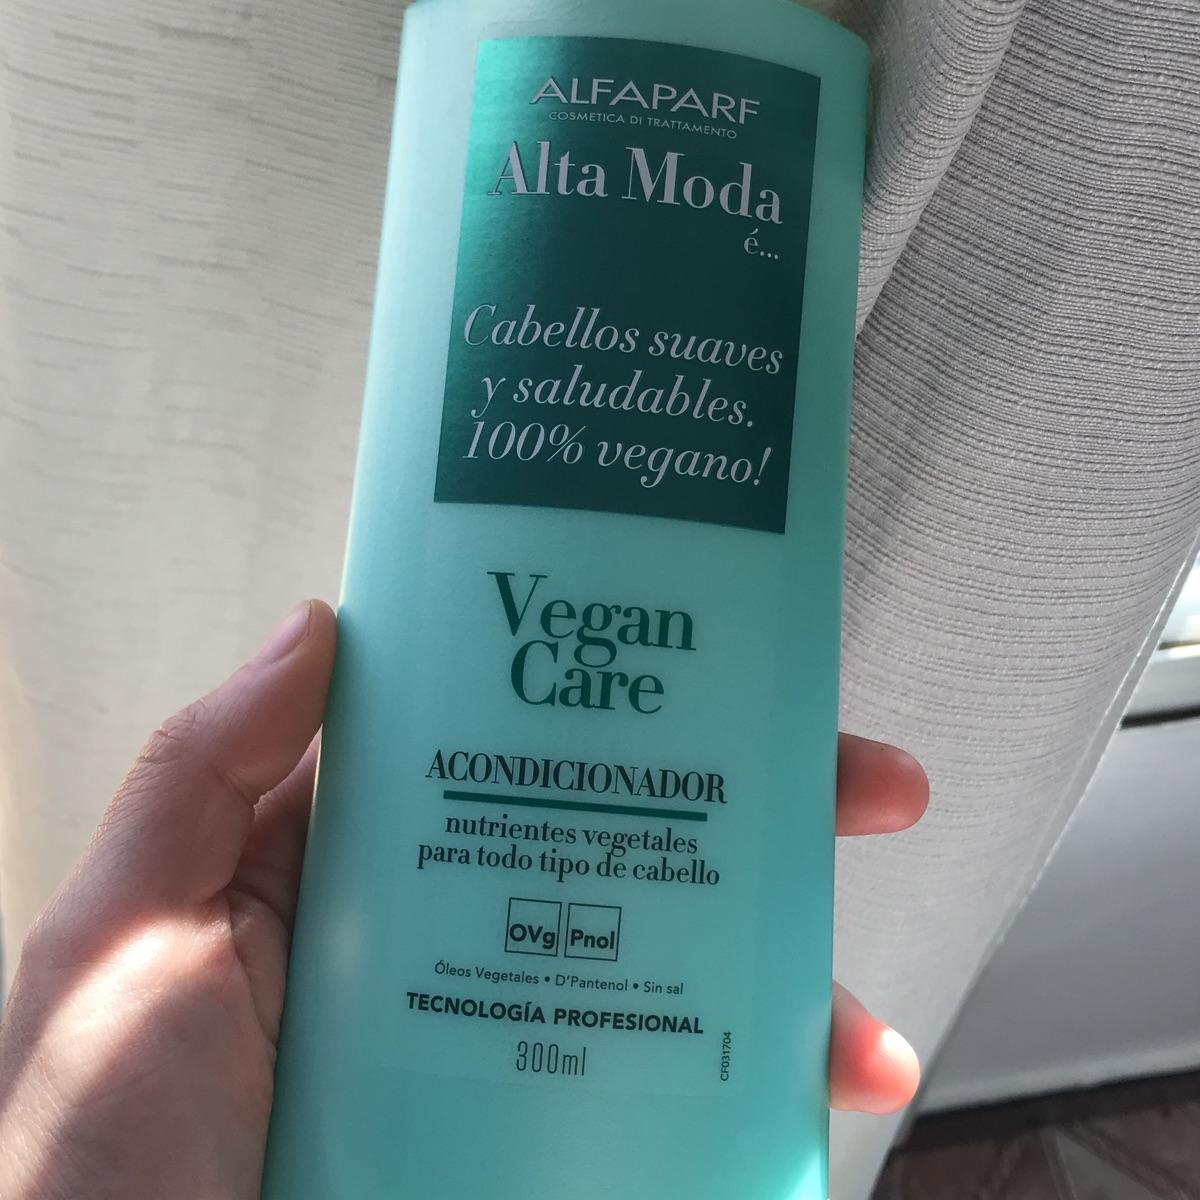 ALFAPARF
COSMETICA DI TRATTAMENTO
Alta Moda
é...
Cabellos suaves
y saludables.
100% vegano!
Vegan
Care
ACONDICIONADOR
nutrientes vegetales
para todo tipo de cabello
OVg Pnol
Óleos Vegetales • D'Pantenol • Sin sal
TECNOLOGÍA PROFESIONAL
300ml
CF031704